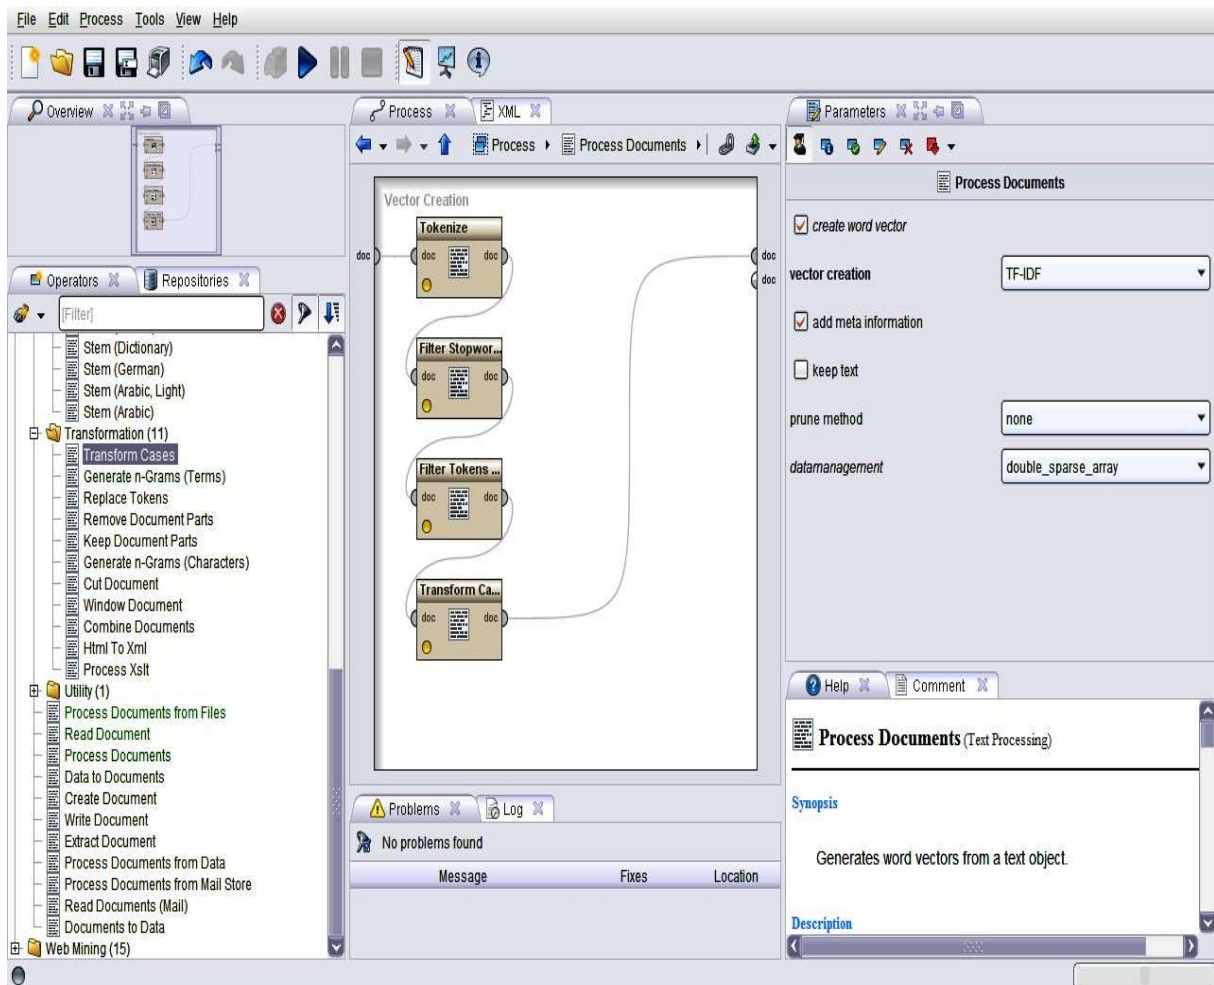 File Edit Process Tools View Help
Overview
Operators Repositories
[Filter]
Stem (Dictionary)
Stem (German)
Stem (Arabic, Light)
Stem (Arabic)
Transformation (11)
Transform Cases
Generate n-Grams (Terms)
Replace Tokens
Remove Document Parts
Keep Document Parts
Generate n-Grams (Characters)
Cut Document
Window Document
Combine Documents
Html To Xml
Process Xslt
Utility (1)
Process Documents from Files
Read Document
Process Documents
Data to Documents
Create Document
Write Document
Extract Document
Process Documents from Data
Process Documents from Mail Store
Read Documents (Mail)
Documents to Data
Web Mining (15)
Process XML
Process Process Documents
Vector Creation
Tokenize
doc doc doc doc
doc
Filter Stopwor...
doc doc
Filter Tokens ...
doc doc
Transform Ca...
doc doc
Problems Log
No problems found
Message Fixes Location
Parameters
Process Documents
create word vector
vector creation TF-IDF
add meta information
keep text
prune method none
datamanagement double_sparse_array
Help Comment
Process Documents (Text Processing)
Synopsis
Generates word vectors from a text object.
Description